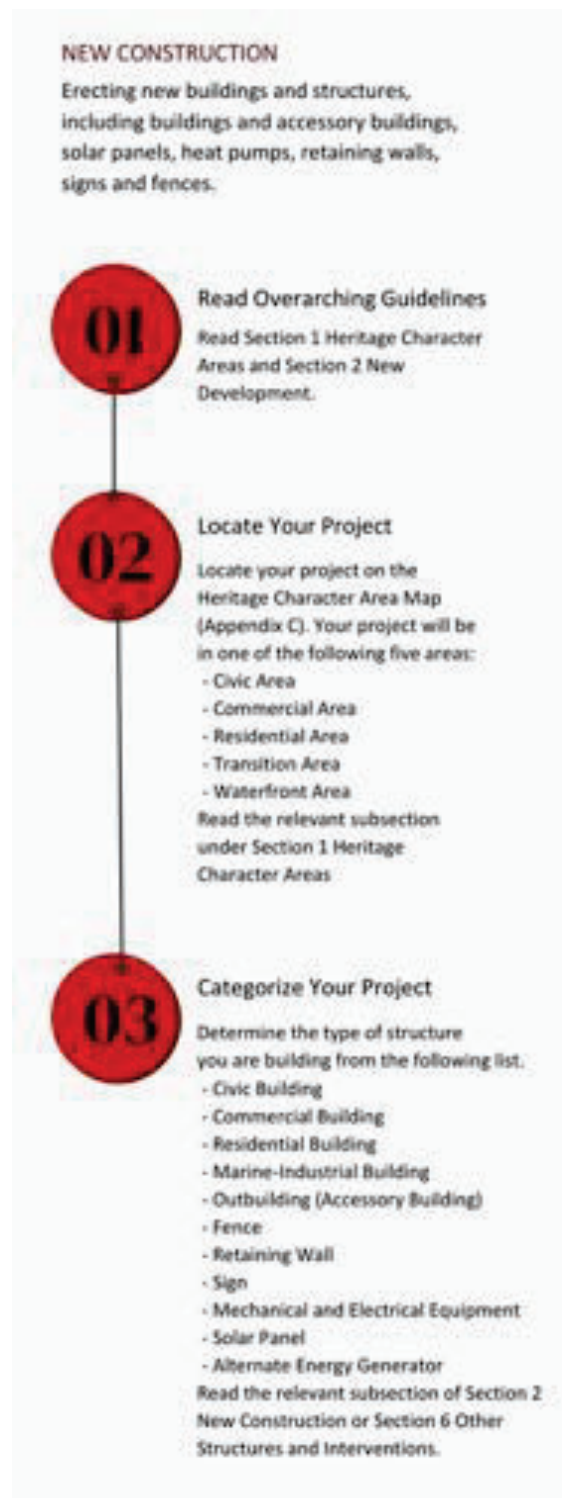 NEW CONSTRUCTION
Erecting new buildings and structures,
including buildings and accessory buildings,
solar panels, heat pumps, retaining walls,
signs and fences.
01
Read Overarching Guidelines
Read Section 1 Heritage Character
Areas and Section 2 New
Development.
02
Locate Your Project
Locate your project on the
Heritage Character Area Map
(Appendix C). Your project will be
in one of the following five areas:
- Civic Area
- Commercial Area
- Residential Area
- Transition Area
- Waterfront Area
Read the relevant subsection
under Section 1 Heritage
Character Areas
03
Categorize Your Project
Determine the type of structure
you are building from the following list.
- Civic Building
- Commercial Building
- Residential Building
- Marine-Industrial Building
- Outbuilding (Accessory Building)
- Fence
- Retaining Wall
- Sign
- Mechanical and Electrical Equipment
- Solar Panel
- Alternate Energy Generator
Read the relevant subsection of Section 2
New Construction or Section 6 Other
Structures and Interventions.